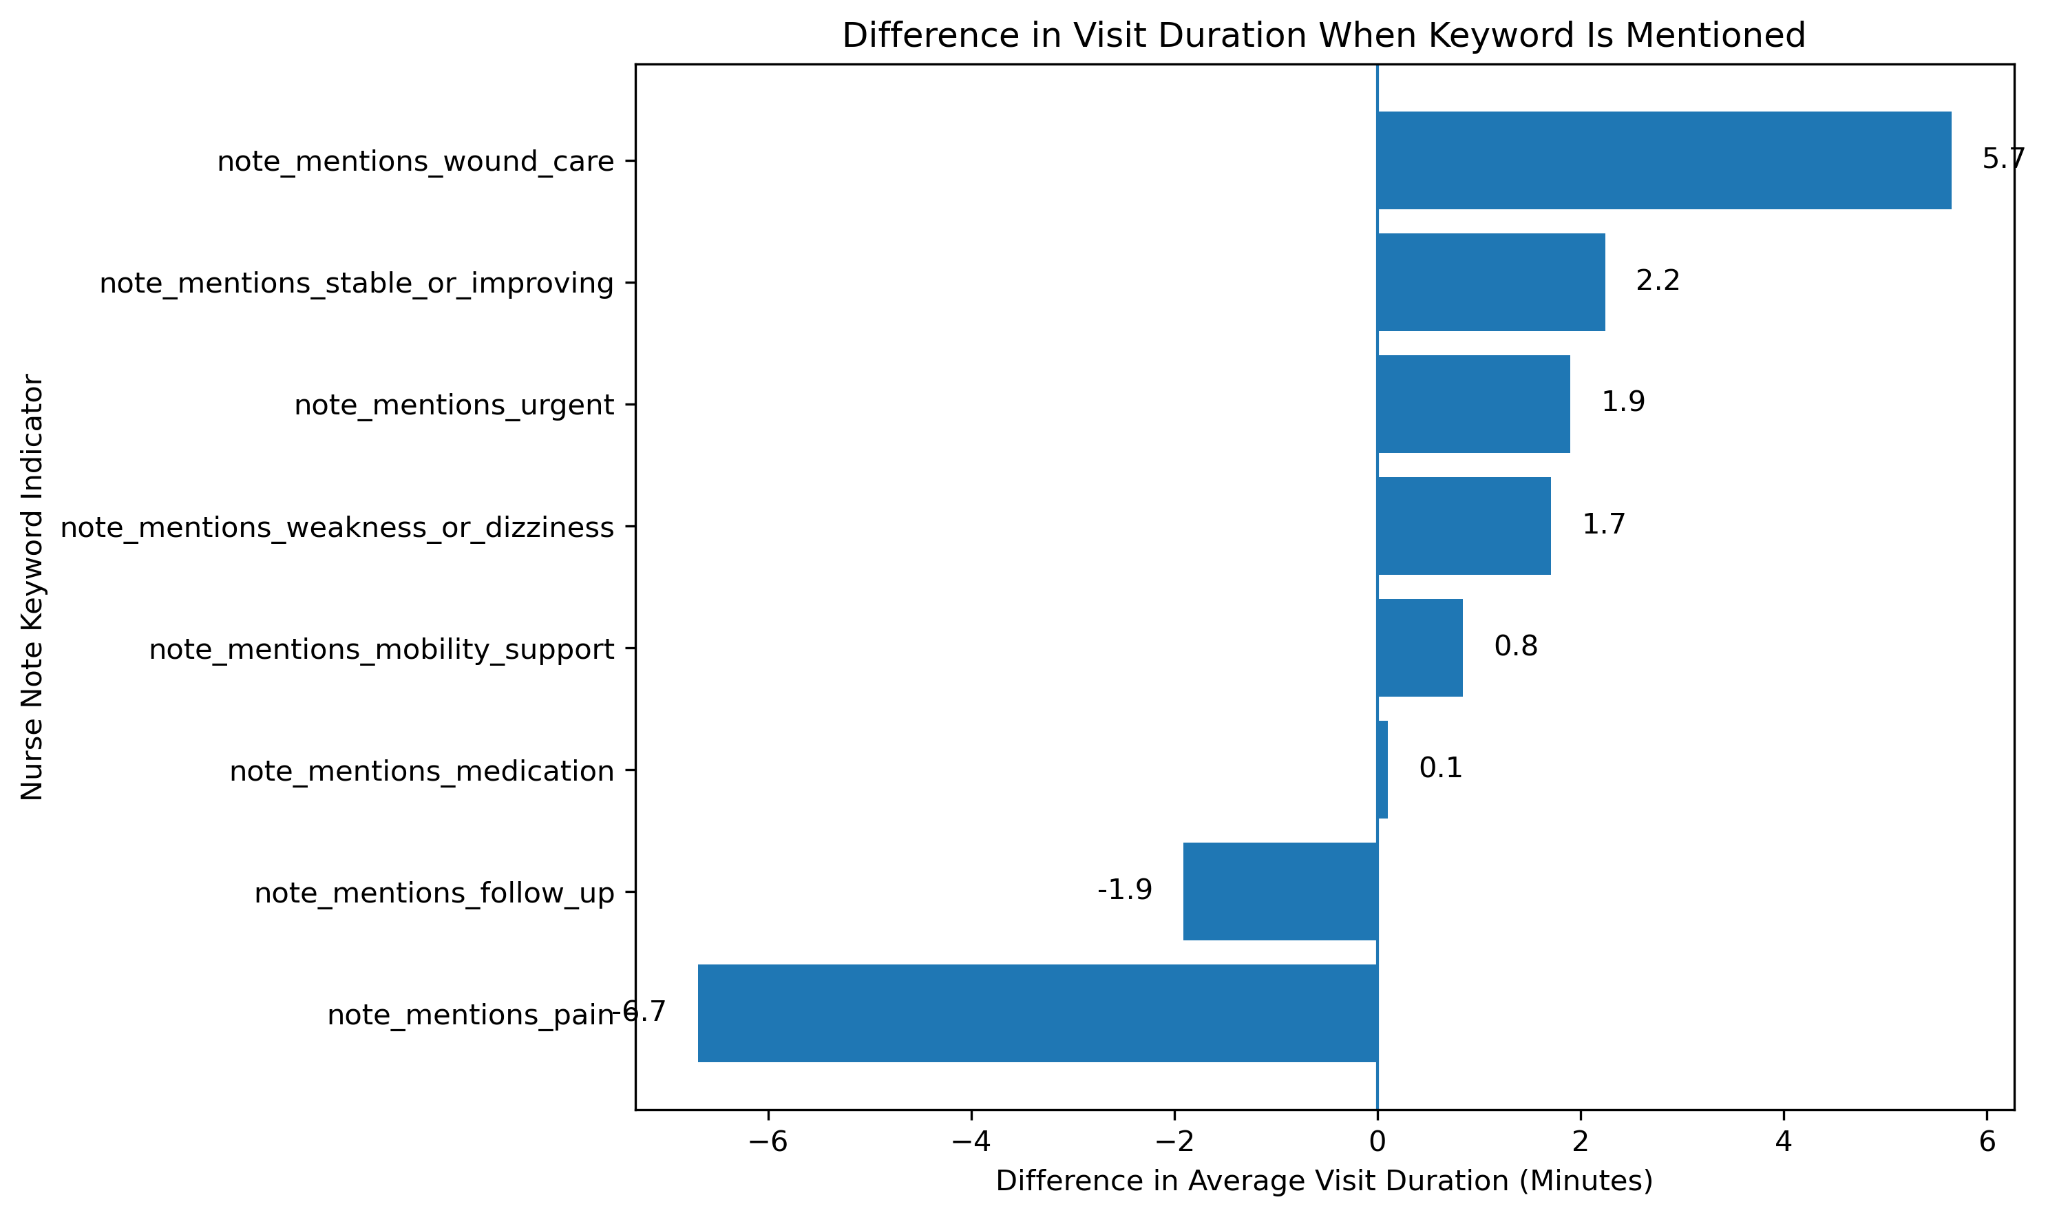 Difference in Visit Duration When Keyword Is Mentioned
Nurse Note Keyword Indicator
note_mentions_wound_care
5.7
note_mentions_stable_or_improving
2.2
note_mentions_urgent
1.9
note_mentions_weakness_or_dizziness
1.7
note_mentions_mobility_support
0.8
note_mentions_medication
0.1
note_mentions_follow_up
-1.9
note_mentions_pain
-6.7
−6 −4 −2 0 2 4 6
Difference in Average Visit Duration (Minutes)